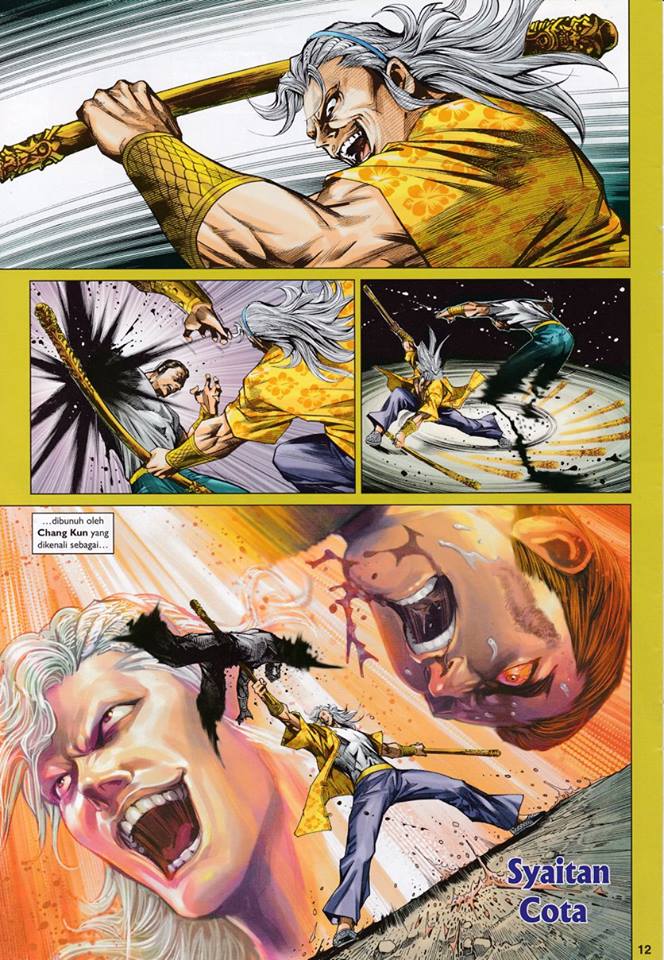 …dibunuh oleh
Chang Kun yang
dikenali sebagai…
Syaitan
Cota
12